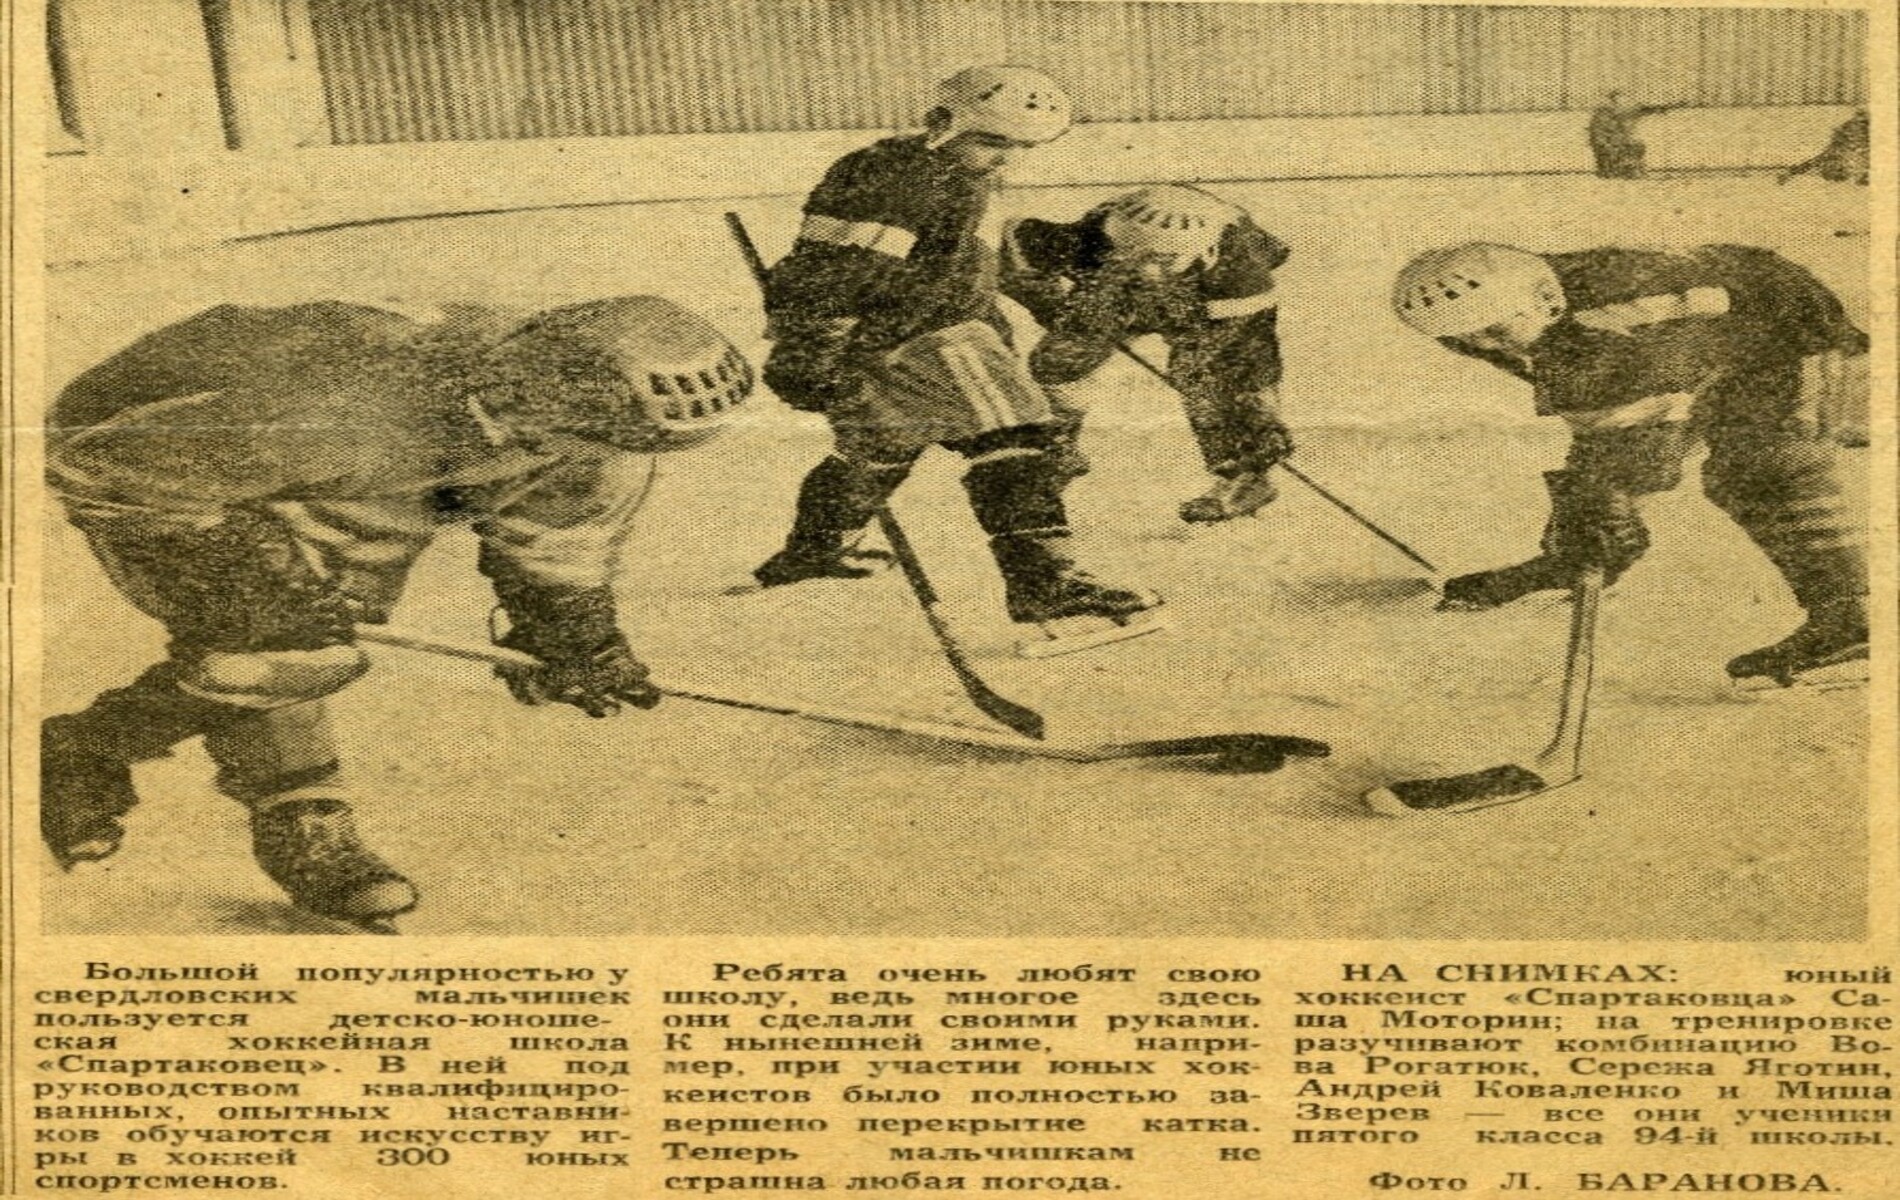 Большой популярностью у
свердловских мальчишек
пользуется детско-юноше-
ская хоккейная школа
«Спартаковец». В ней под
руководством квалифициро-
ванных, опытных наставни-
ков обучаются искусству иг-
ры в хоккей 300 юных
спортсменов.
Ребята очень любят свою
школу, ведь многое здесь
они сделали своими руками.
К нынешней зиме, напри-
мер, при участии юных хок-
кеистов было полностью за-
вершено перекрытие катка.
Теперь мальчишкам не
страшна любая погода.
НА СНИМКАХ: юный
хоккеист «Спартаковца» Са-
ша Моторин; на тренировке
разучивают комбинацию Во-
ва Рогатюк, Сережа Яготин,
Андрей Коваленко и Миша
Зверев — все они ученики
пятого класса 94-й школы.
Фото Л. БАРАНОВА.